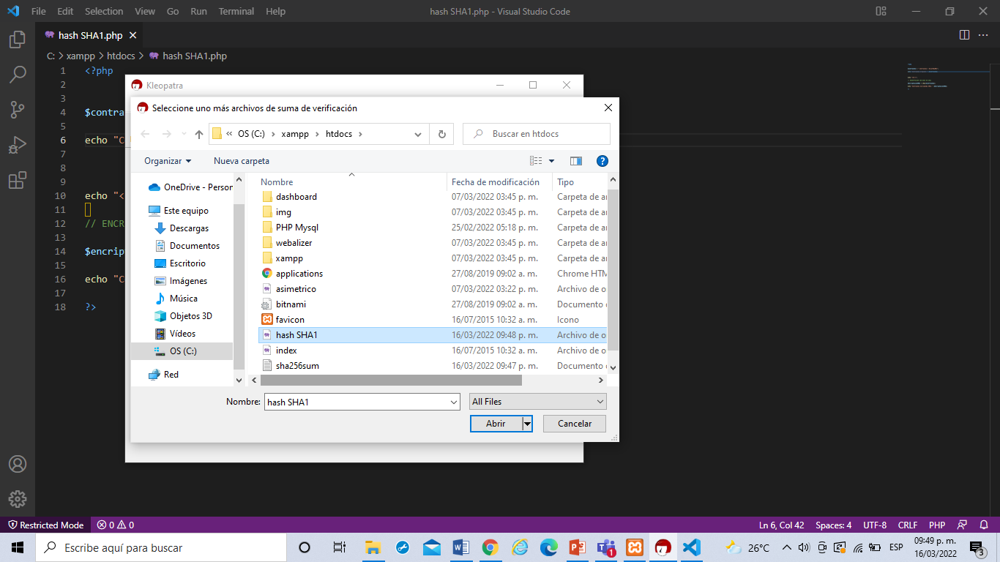 File Edit Selection View Go Run Terminal Help hash SHA1.php - Visual Studio Code
hash SHA1.php
C: > xampp > htdocs > hash SHA1.php
1 <?php
2
3
4 $contra
5
6 echo "C
7
8
9
10 echo "<
11
12 // ENCR
13
14 $encrip
15
16 echo "C
17
18 ?>
Kleopatra
Seleccione uno más archivos de suma de verificación
« OS (C:) > xampp > htdocs >
Buscar en htdocs
Organizar Nueva carpeta
OneDrive - Person
Este equipo
Descargas
Documentos
Escritorio
Imágenes
Música
Objetos 3D
Vídeos
OS (C:)
Red
Nombre Fecha de modificación Tipo
dashboard 07/03/2022 03:45 p. m. Carpeta de ar
img 07/03/2022 03:45 p. m. Carpeta de ar
PHP Mysql 25/02/2022 05:18 p. m. Carpeta de ar
webalizer 07/03/2022 03:45 p. m. Carpeta de ar
xampp 07/03/2022 03:45 p. m. Carpeta de ar
applications 27/08/2019 09:02 a. m. Chrome HTM
asimetrico 07/03/2022 03:22 p. m. Archivo de o
bitnami 27/08/2019 09:02 a. m. Documento d
favicon 16/07/2015 10:32 a. m. Icono
hash SHA1 16/03/2022 09:48 p. m. Archivo de o
index 16/07/2015 10:32 a. m. Archivo de o
sha256sum 16/03/2022 09:47 p. m. Documento d
Nombre: hash SHA1 All Files
Abrir Cancelar
Restricted Mode 0 0 Ln 6, Col 42 Spaces: 4 UTF-8 CRLF PHP
Escribe aquí para buscar
1
26°C
ESP
09:49 p. m.
16/03/2022
3